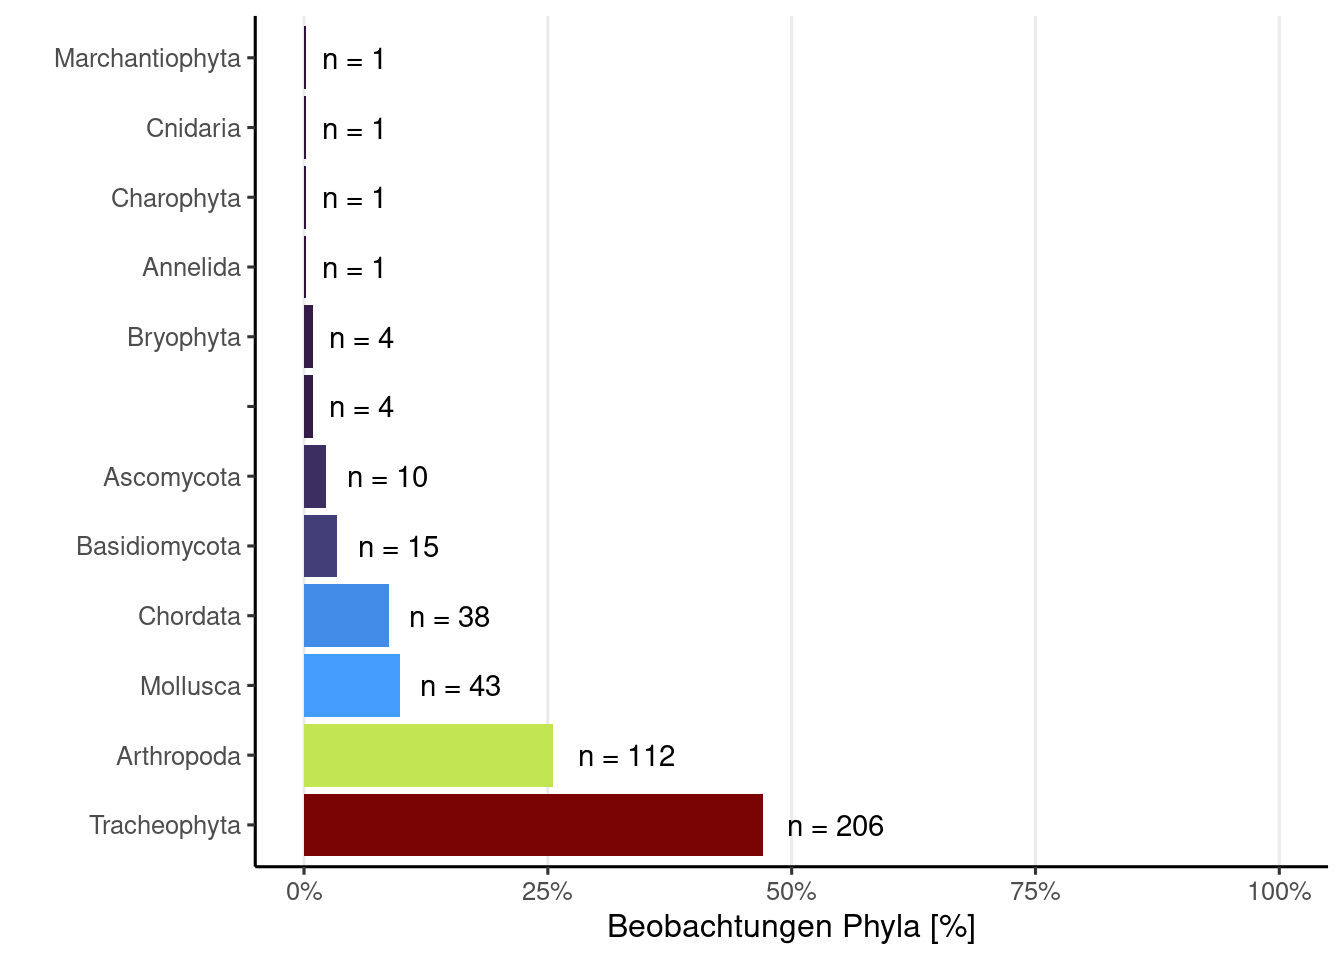 Marchantiophyta n = 1
Cnidaria n = 1
Charophyta n = 1
Annelida n = 1
Bryophyta n = 4
n = 4
Ascomycota n = 10
Basidiomycota n = 15
Chordata n = 38
Mollusca n = 43
Arthropoda n = 112
Tracheophyta n = 206
0% 25% 50% 75% 100%
Beobachtungen Phyla [%]